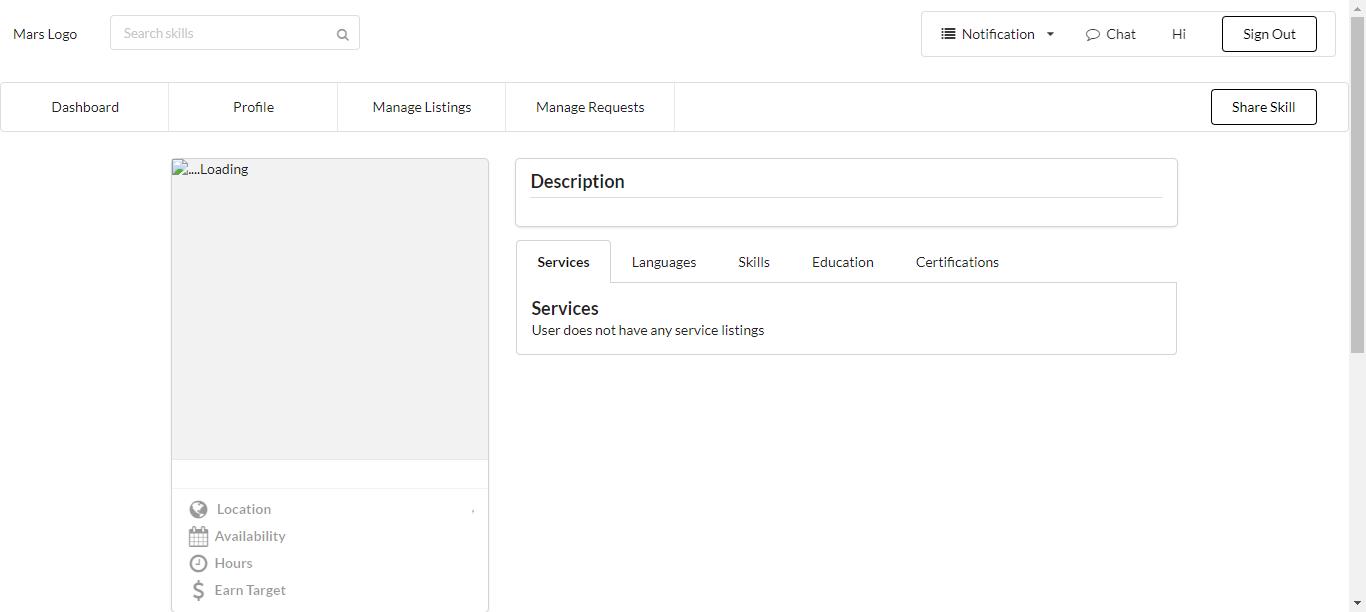 Mars Logo
Search skills
Notification
Chat
Hi
Sign Out
Dashboard
Profile
Manage Listings
Manage Requests
Share Skill
....Loading
Description
Services
Languages
Skills
Education
Certifications
Services
User does not have any service listings
Location ,
Availability
Hours
Earn Target